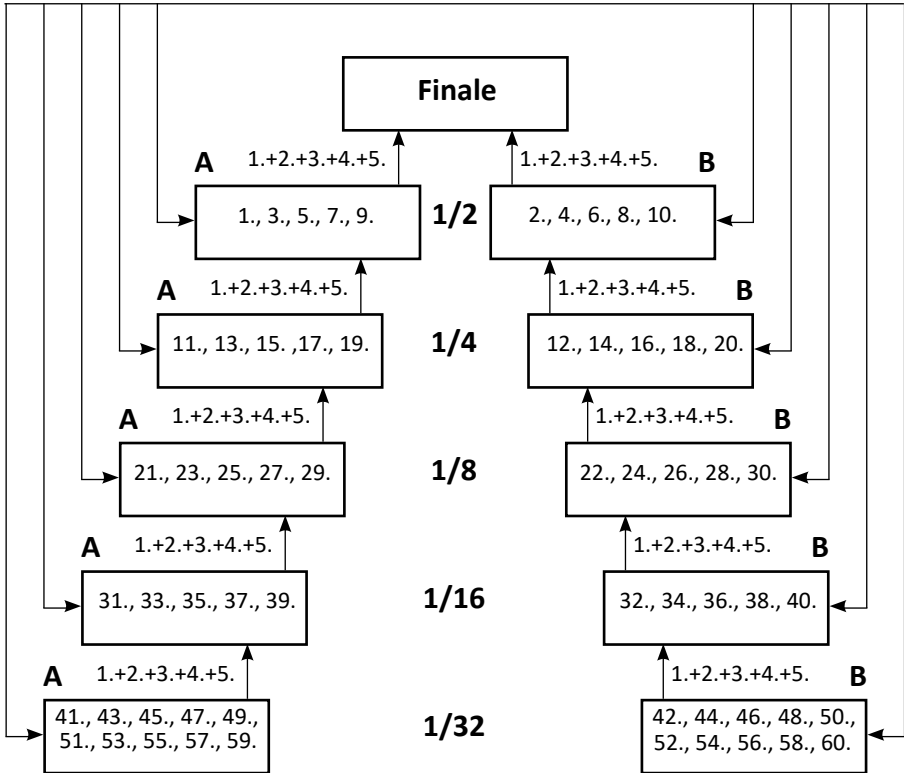 Finale
A 1.+2.+3.+4.+5. 1.+2.+3.+4.+5. B
1., 3., 5., 7., 9. 1/2 2., 4., 6., 8., 10.
A 1.+2.+3.+4.+5. 1.+2.+3.+4.+5. B
11., 13., 15. ,17., 19. 1/4 12., 14., 16., 18., 20.
A 1.+2.+3.+4.+5. 1.+2.+3.+4.+5. B
21., 23., 25., 27., 29. 1/8 22., 24., 26., 28., 30.
A 1.+2.+3.+4.+5. 1.+2.+3.+4.+5. B
31., 33., 35., 37., 39. 1/16 32., 34., 36., 38., 40.
A 1.+2.+3.+4.+5. 1.+2.+3.+4.+5. B
41., 43., 45., 47., 49., 1/32 42., 44., 46., 48., 50.,
51., 53., 55., 57., 59. 52., 54., 56., 58., 60.